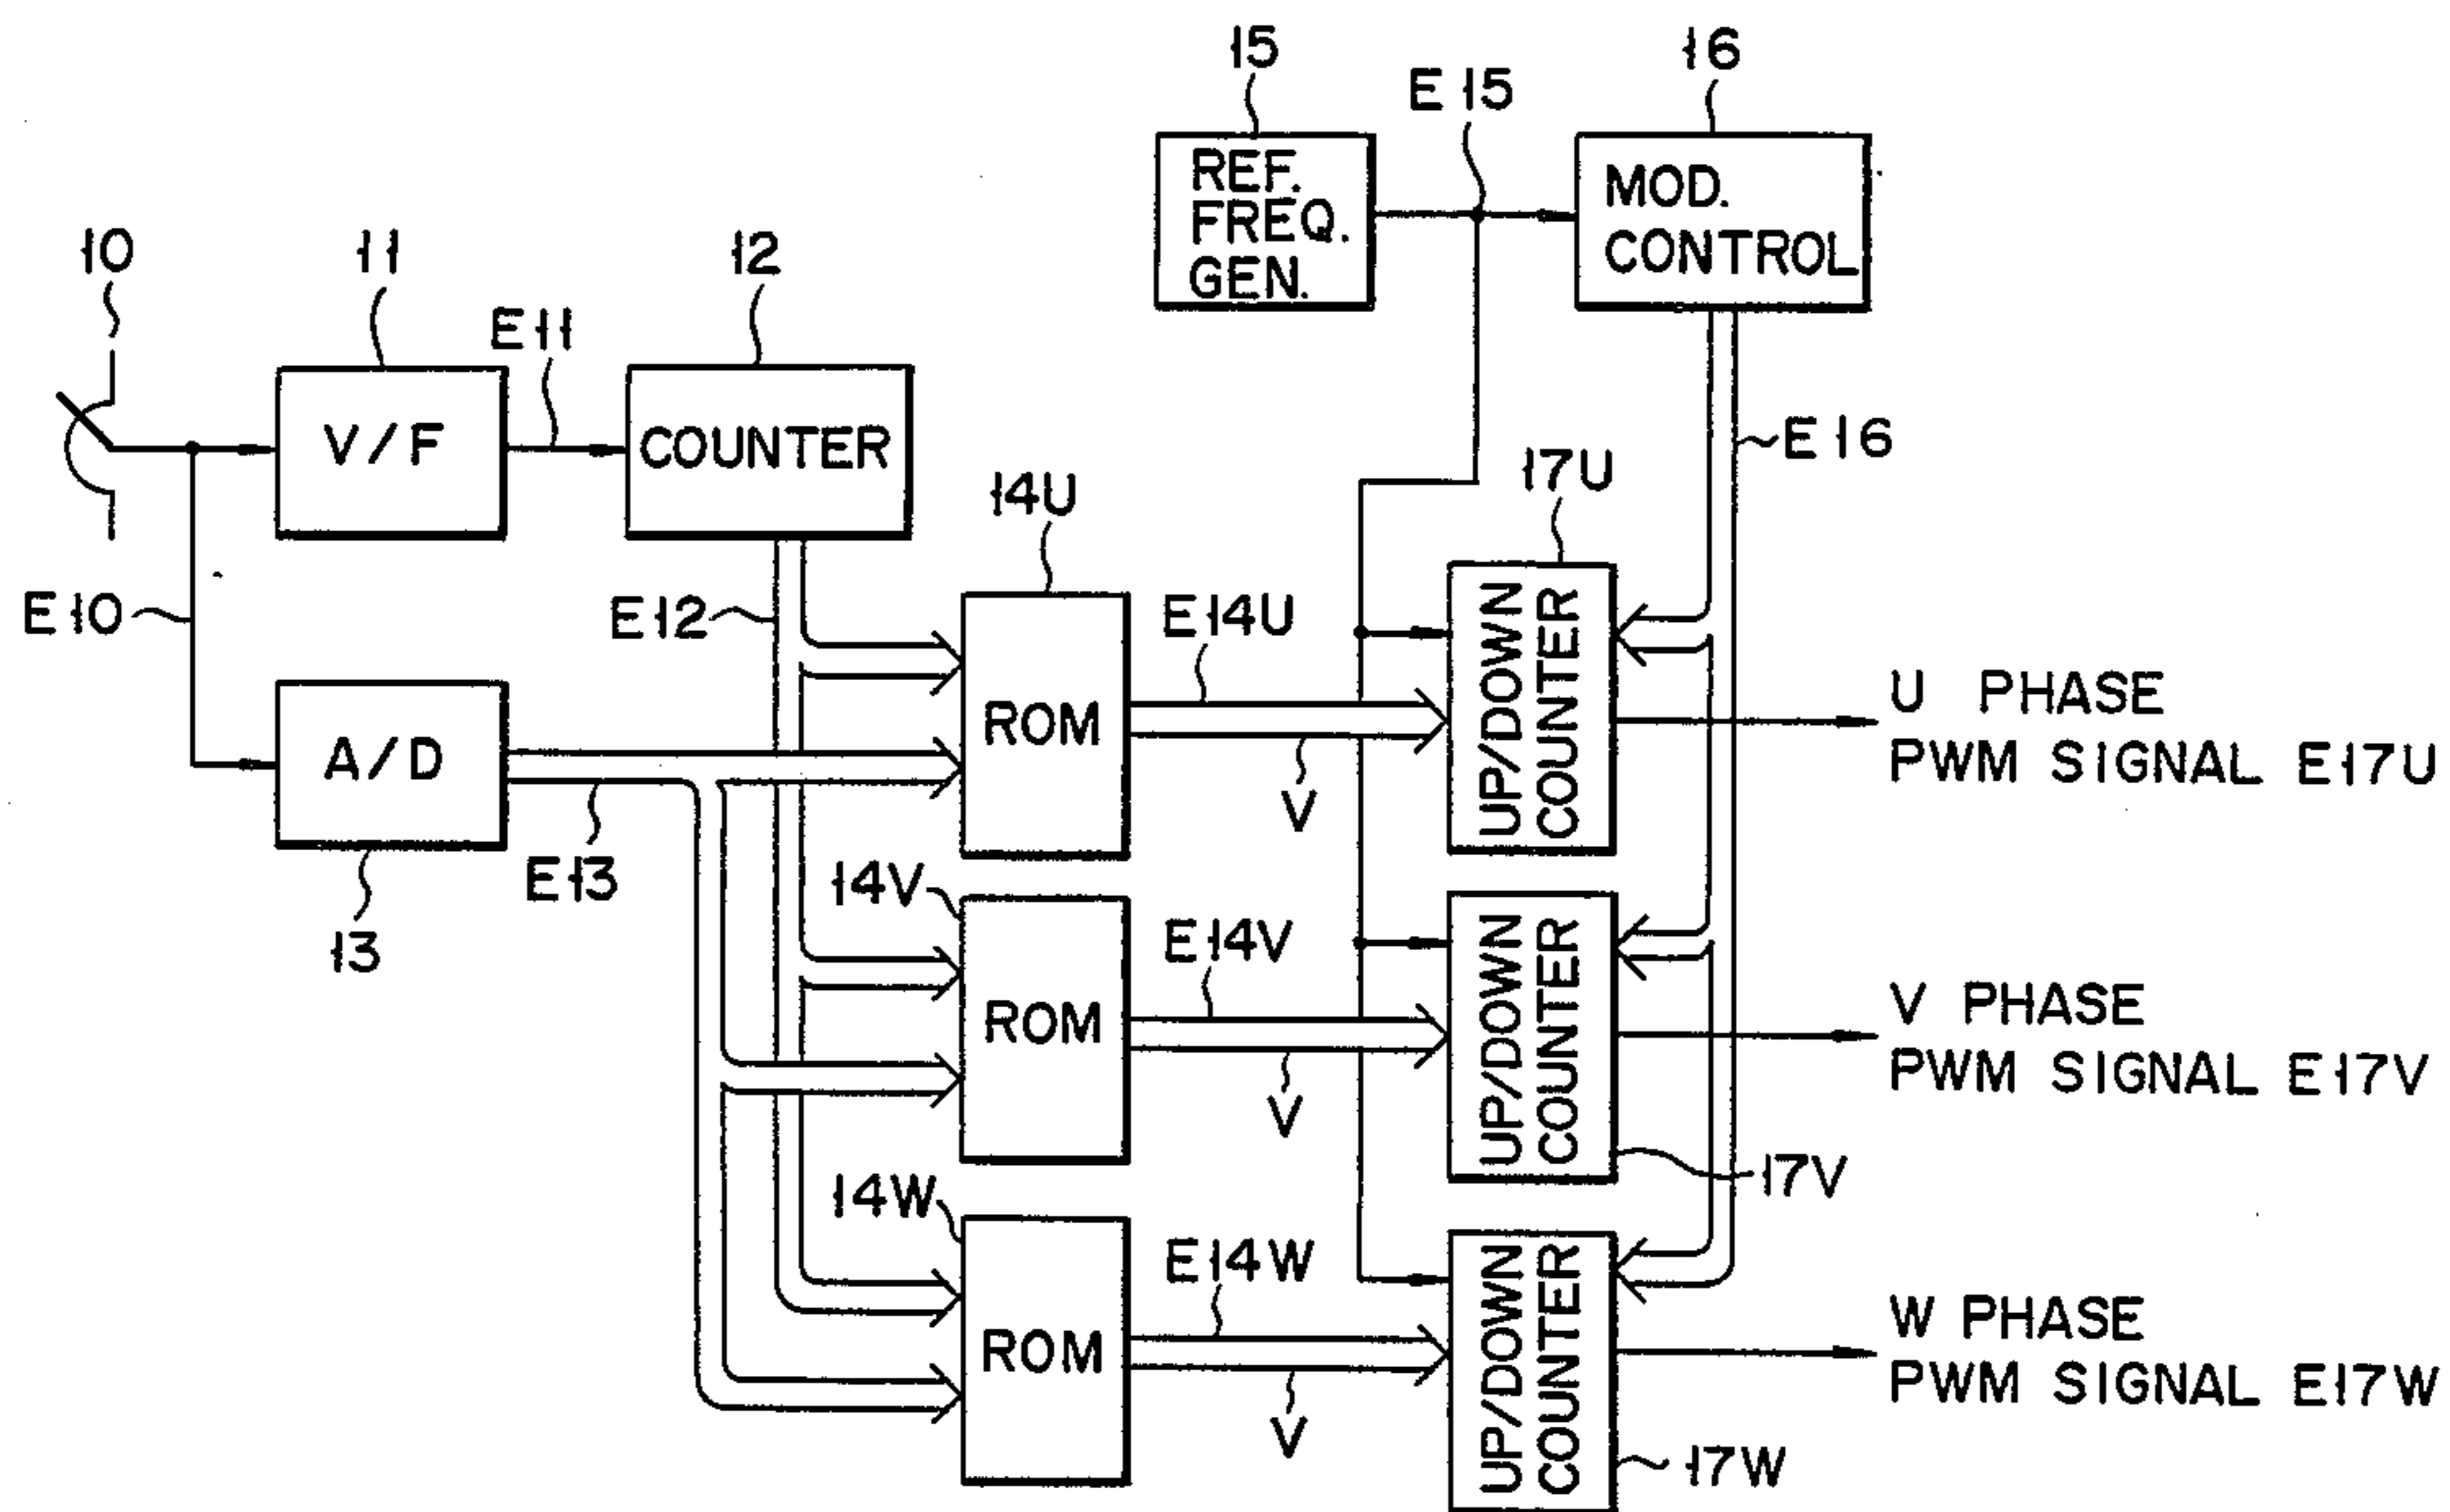 15
16
E15
REF.
FREQ.
GEN.
MOD.
CONTROL
10
11
12
E11
V/F
COUNTER
E16
14U
17U
E10
E12
E14U
UP/DOWN
COUNTER
ROM
U PHASE
PWM SIGNAL E17U
A/D
V
E13
13
14V
E14V
UP/DOWN
COUNTER
ROM
V PHASE
PWM SIGNAL E17V
V
17V
14W
E14W
UP/DOWN
COUNTER
ROM
W PHASE
PWM SIGNAL E17W
V
17W